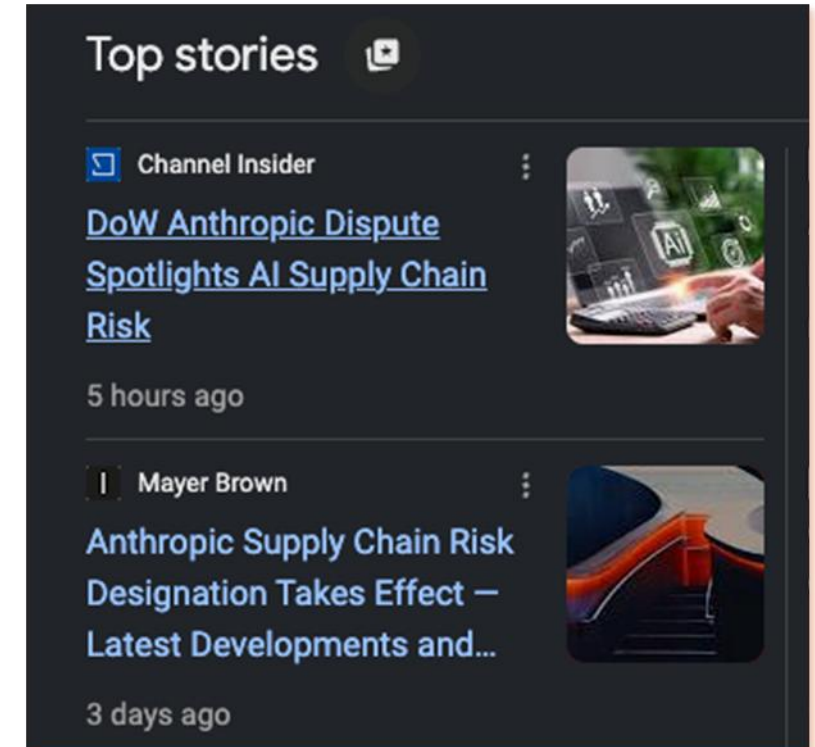 Top stories
Channel Insider
DoW Anthropic Dispute
Spotlights AI Supply Chain
Risk
Ai
5 hours ago
Mayer Brown
Anthropic Supply Chain Risk
Designation Takes Effect —
Latest Developments and...
3 days ago